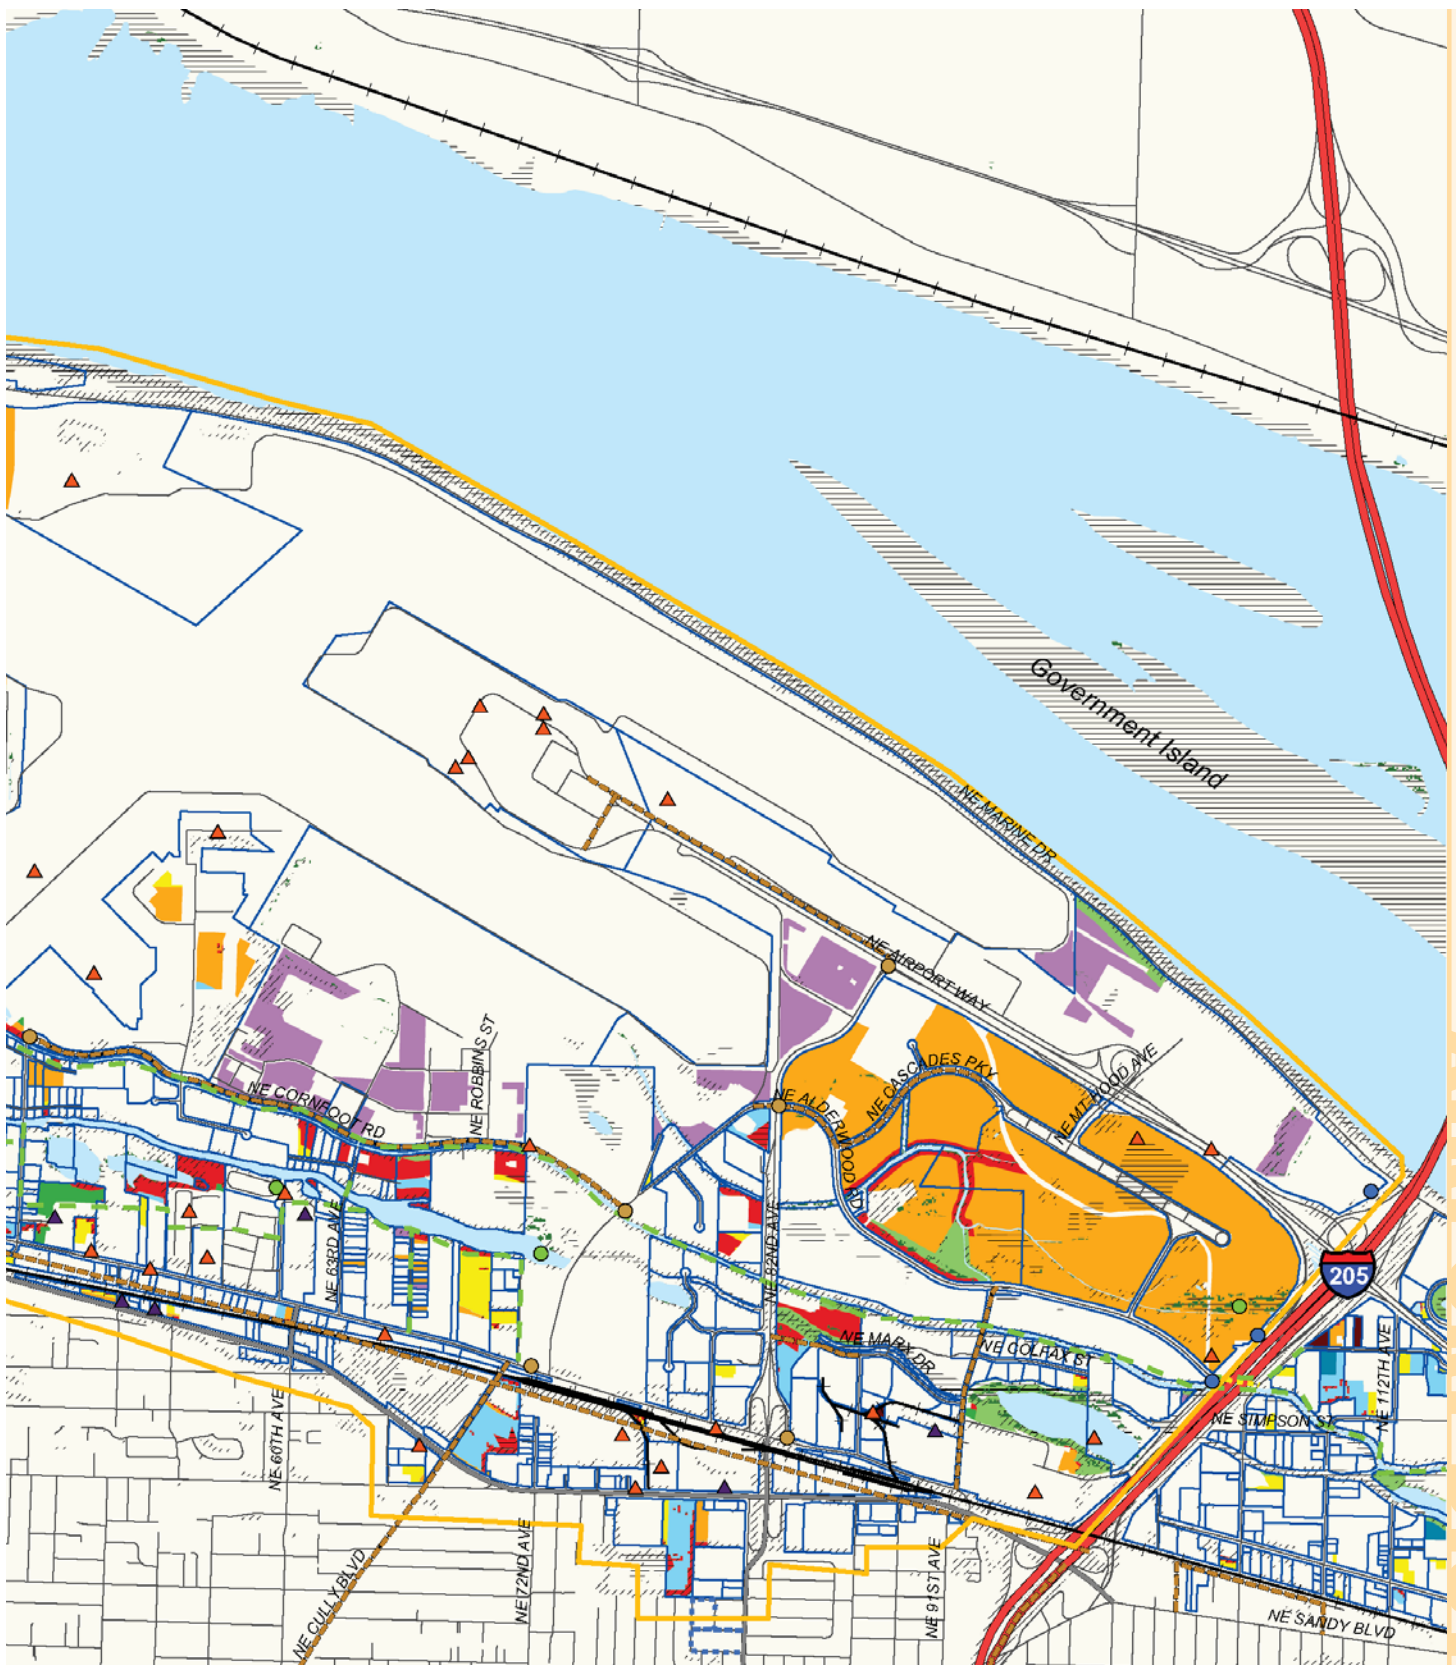 Government Island
NE MARINE DR
NE AIRPORT WAY
NE ROBBINS ST
NE CASCADES PKY
NE MT HOOD AVE
NE CORNFOOT RD
NE ALDERWOOD RD
NE 63RD AVE
NE 82ND AVE
205
NE MARX DR
NE COLFAX ST
NE 112TH AVE
NE SIMPSON ST
NE 60TH AVE
NE 72ND AVE
NE CULLY BLVD
NE 91ST AVE
NE SANDY BLVD